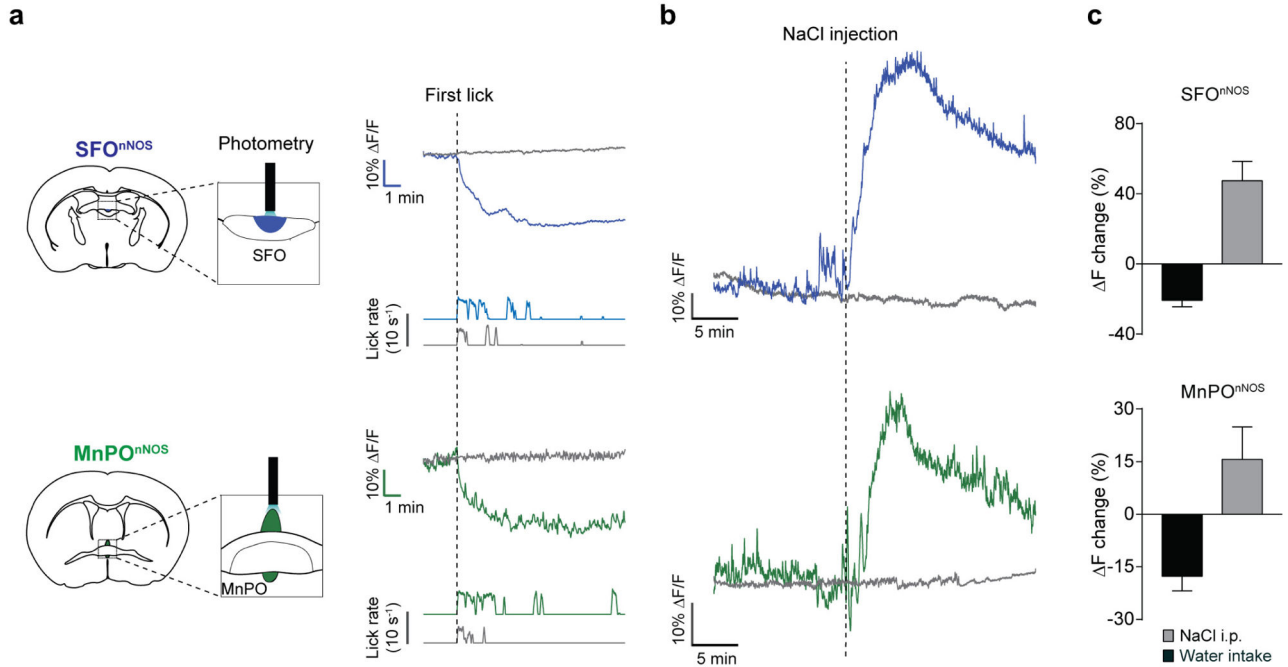 a
First lick
SFOnNOS
Photometry
SFO
10% ΔF/F
1 min
Lick rate
(10 s-1)
MnPOnNOS
MnPO
10% ΔF/F
1 min
Lick rate
(10 s-1)
b
NaCl injection
10% ΔF/F
5 min
10% ΔF/F
5 min
c
SFOnNOS
ΔF change (%)
80
40
0
-40
MnPOnNOS
ΔF change (%)
30
15
0
-15
-30
NaCl i.p.
Water intake